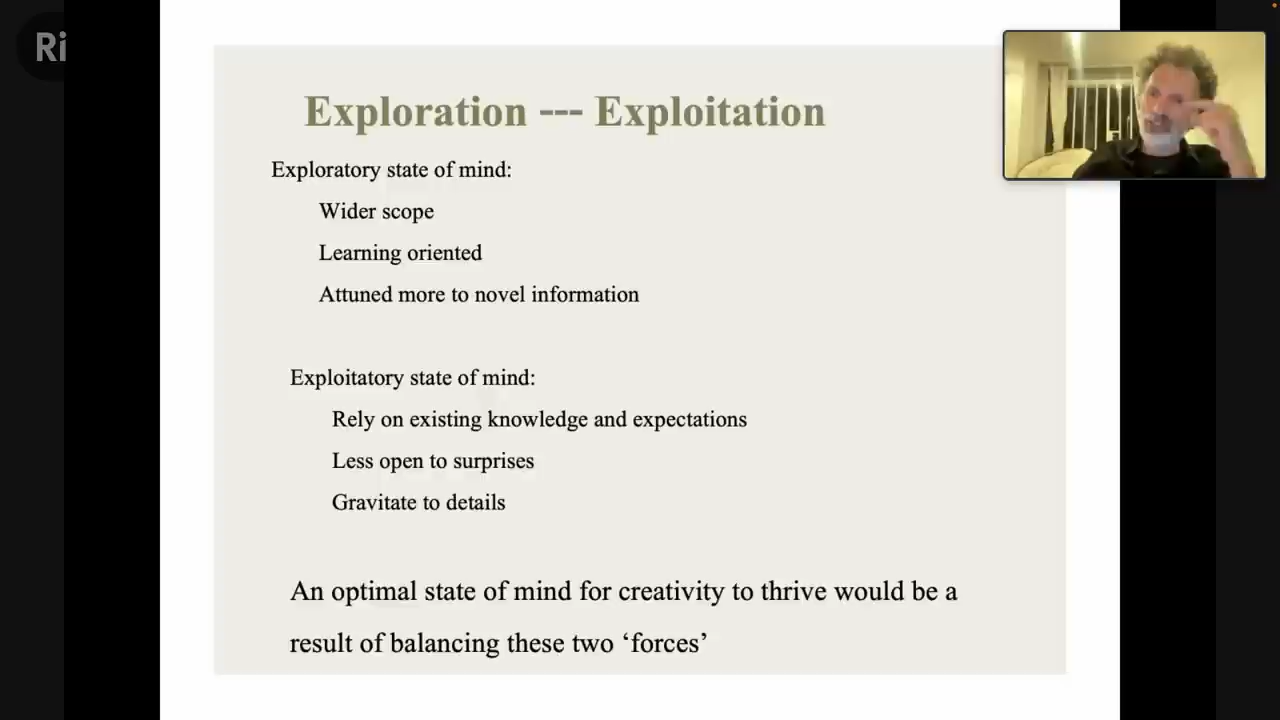 Ri
Exploration --- Exploitation
Exploratory state of mind:
Wider scope
Learning oriented
Attuned more to novel information
Exploitatory state of mind:
Rely on existing knowledge and expectations
Less open to surprises
Gravitate to details
An optimal state of mind for creativity to thrive would be a
result of balancing these two ‘forces’